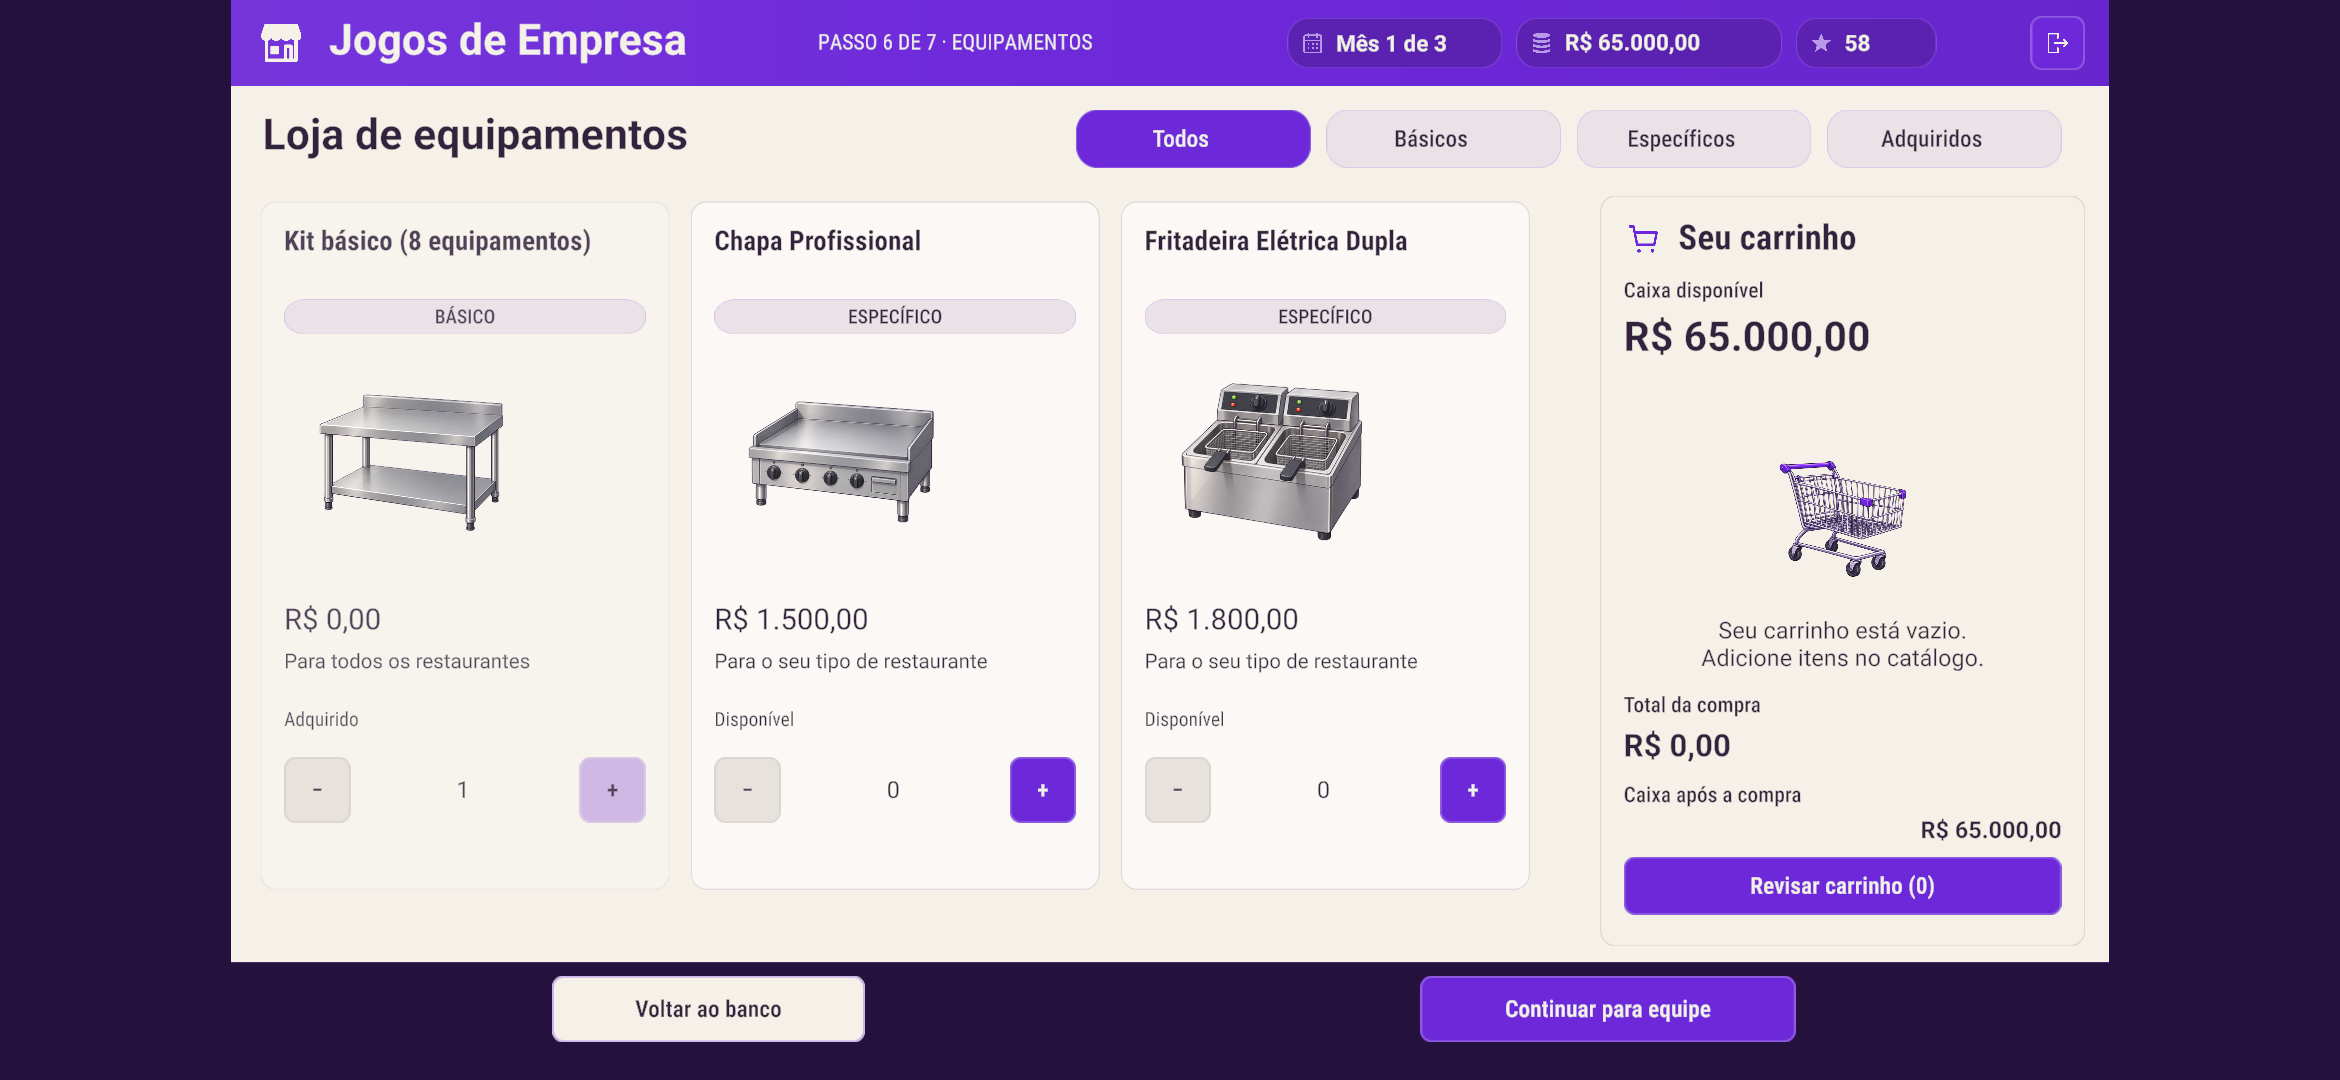 Jogos de Empresa
PASSO 6 DE 7 · EQUIPAMENTOS
Mês 1 de 3
R$ 65.000,00
58
Loja de equipamentos
Todos
Básicos
Específicos
Adquiridos
Kit básico (8 equipamentos)
BÁSICO
R$ 0,00
Para todos os restaurantes
Adquirido
- 1 +
Chapa Profissional
ESPECÍFICO
R$ 1.500,00
Para o seu tipo de restaurante
Disponível
- 0 +
Fritadeira Elétrica Dupla
ESPECÍFICO
R$ 1.800,00
Para o seu tipo de restaurante
Disponível
- 0 +
Seu carrinho
Caixa disponível
R$ 65.000,00
Seu carrinho está vazio.
Adicione itens no catálogo.
Total da compra
R$ 0,00
Caixa após a compra
R$ 65.000,00
Revisar carrinho (0)
Voltar ao banco
Continuar para equipe